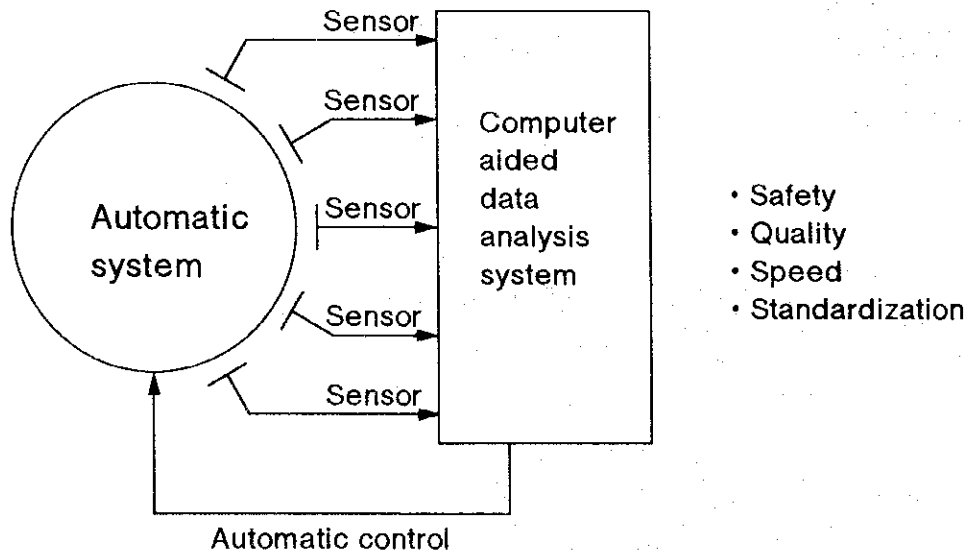 Sensor
Sensor
Sensor
Sensor
Sensor
Automatic
system
Computer
aided
data
analysis
system
• Safety
• Quality
• Speed
• Standardization
Automatic control